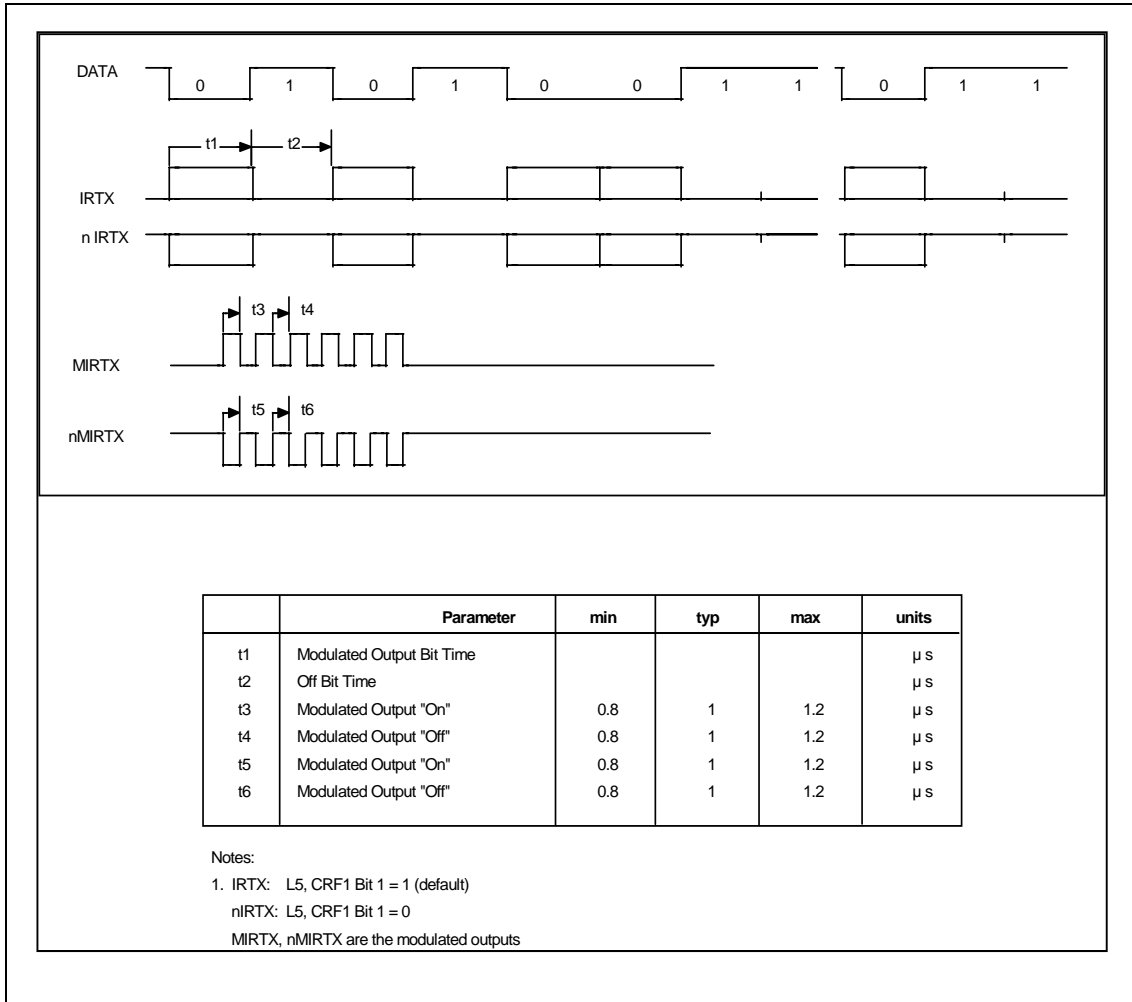 DATA 0 1 0 1 0 0 1 1 0 1 1
t1 t2
IRTX
n IRTX
t3 t4
MIRTX
t5 t6
nMIRTX
Parameter min typ max units
t1 Modulated Output Bit Time µ s
t2 Off Bit Time µ s
t3 Modulated Output "On" 0.8 1 1.2 µ s
t4 Modulated Output "Off" 0.8 1 1.2 µ s
t5 Modulated Output "On" 0.8 1 1.2 µ s
t6 Modulated Output "Off" 0.8 1 1.2 µ s
Notes:
1. IRTX: L5, CRF1 Bit 1 = 1 (default)
nIRTX: L5, CRF1 Bit 1 = 0
MIRTX, nMIRTX are the modulated outputs